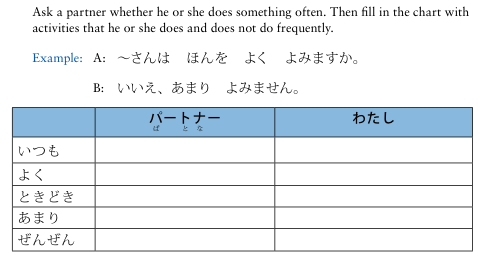 Ask a partner whether he or she does something often. Then fill in the chart with
activities that he or she does and does not do frequently.
Example: A: 〜さんは ほんを よく よみますか。
B: いいえ、あまり よみません。
パートナー わたし
ぱ と な
いつも
よく
ときどき
あまり
ぜんぜん